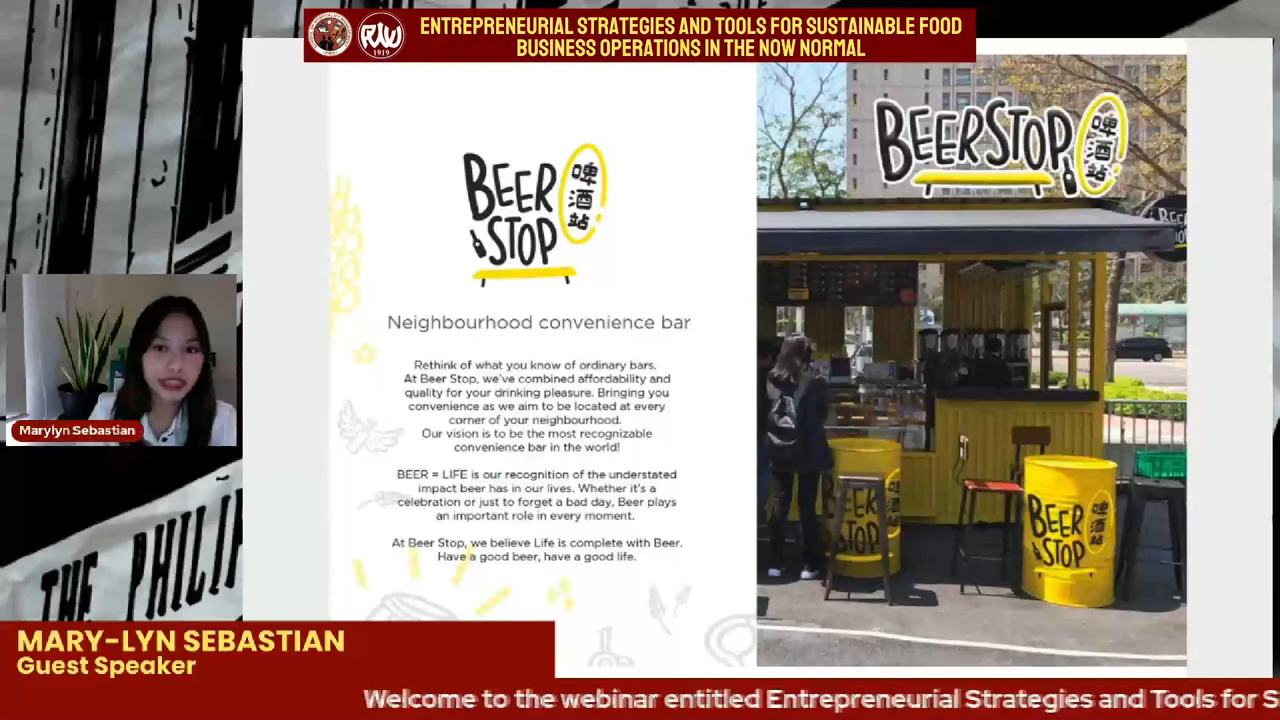 ENTREPRENEURIAL STRATEGIES AND TOOLS FOR SUSTAINABLE FOOD
BUSINESS OPERATIONS IN THE NOW NORMAL
RTU
1919
BEERSTOP
啤酒站
BEER
STOP
啤酒站
Neighbourhood convenience bar
Rethink of what you know of ordinary bars.
At Beer Stop, we've combined affordability and
quality for your drinking pleasure. Bringing you
convenience as we aim to be located at every
corner of your neighbourhood.
Our vision is to be the most recognizable
convenience bar in the world!
BEER = LIFE is our recognition of the understated
impact beer has in our lives. Whether it's a
celebration or just to forget a bad day, Beer plays
an important role in every moment.
At Beer Stop, we believe Life is complete with Beer.
Have a good beer, have a good life.
BEER
STOP
BEER
STOP
BEER
STOP
啤酒站
Marylyn Sebastian
THE PHILI
MARY-LYN SEBASTIAN
Guest Speaker
Welcome to the webinar entitled Entrepreneurial Strategies and Tools for S